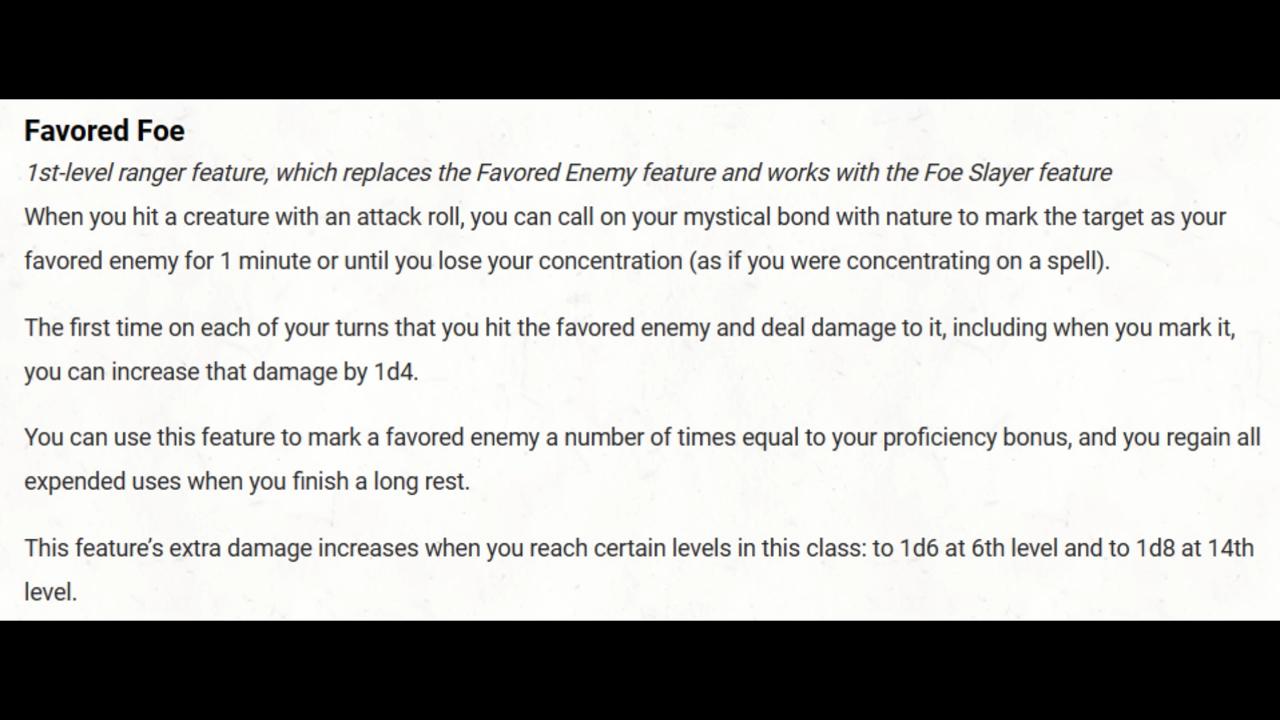 Favored Foe
1st-level ranger feature, which replaces the Favored Enemy feature and works with the Foe Slayer feature
When you hit a creature with an attack roll, you can call on your mystical bond with nature to mark the target as your
favored enemy for 1 minute or until you lose your concentration (as if you were concentrating on a spell).
The first time on each of your turns that you hit the favored enemy and deal damage to it, including when you mark it,
you can increase that damage by 1d4.
You can use this feature to mark a favored enemy a number of times equal to your proficiency bonus, and you regain all
expended uses when you finish a long rest.
This feature’s extra damage increases when you reach certain levels in this class: to 1d6 at 6th level and to 1d8 at 14th
level.